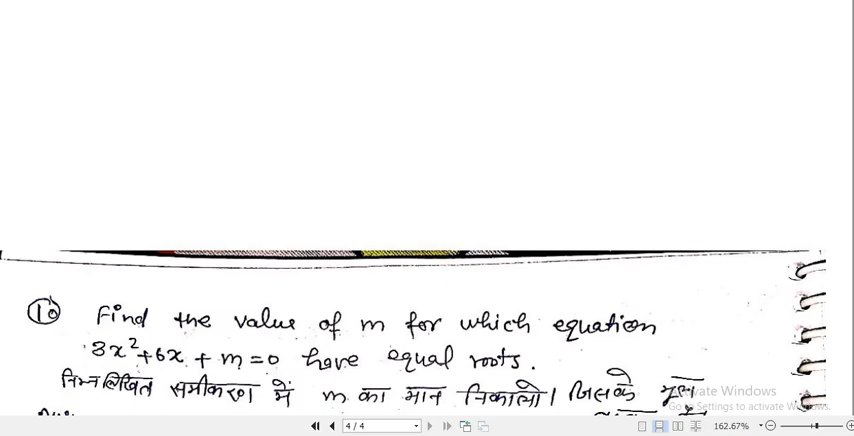 10 Find the value of m for which equation
3x²+6x + m = 0 have equal roots.
निम्नलिखित समीकरण में m का मान निकालो। जिसके मूल
Activate Windows
Go to Settings to activate Windows.
4 / 4
162.67%